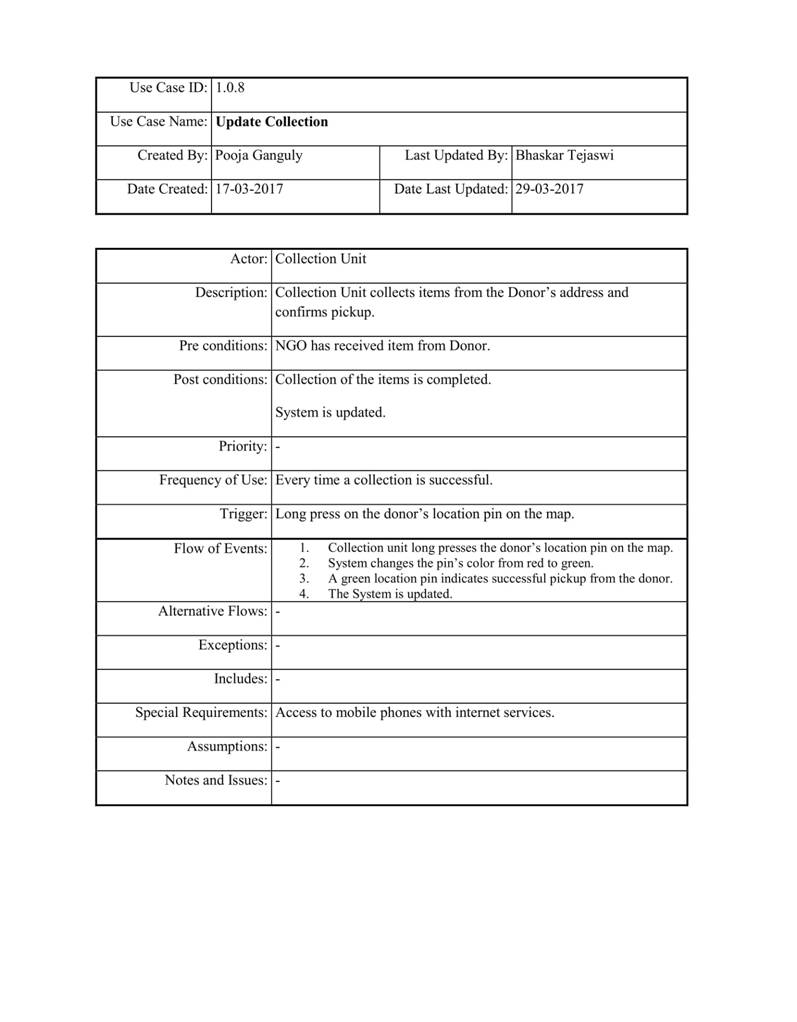 Use Case ID: 1.0.8
Use Case Name: Update Collection
Created By: Pooja Ganguly Last Updated By: Bhaskar Tejaswi
Date Created: 17-03-2017 Date Last Updated: 29-03-2017
Actor: Collection Unit
Description: Collection Unit collects items from the Donor’s address and
confirms pickup.
Pre conditions: NGO has received item from Donor.
Post conditions: Collection of the items is completed.
System is updated.
Priority: -
Frequency of Use: Every time a collection is successful.
Trigger: Long press on the donor’s location pin on the map.
Flow of Events: 1. Collection unit long presses the donor’s location pin on the map.
2. System changes the pin’s color from red to green.
3. A green location pin indicates successful pickup from the donor.
4. The System is updated.
Alternative Flows: -
Exceptions: -
Includes: -
Special Requirements: Access to mobile phones with internet services.
Assumptions: -
Notes and Issues: -